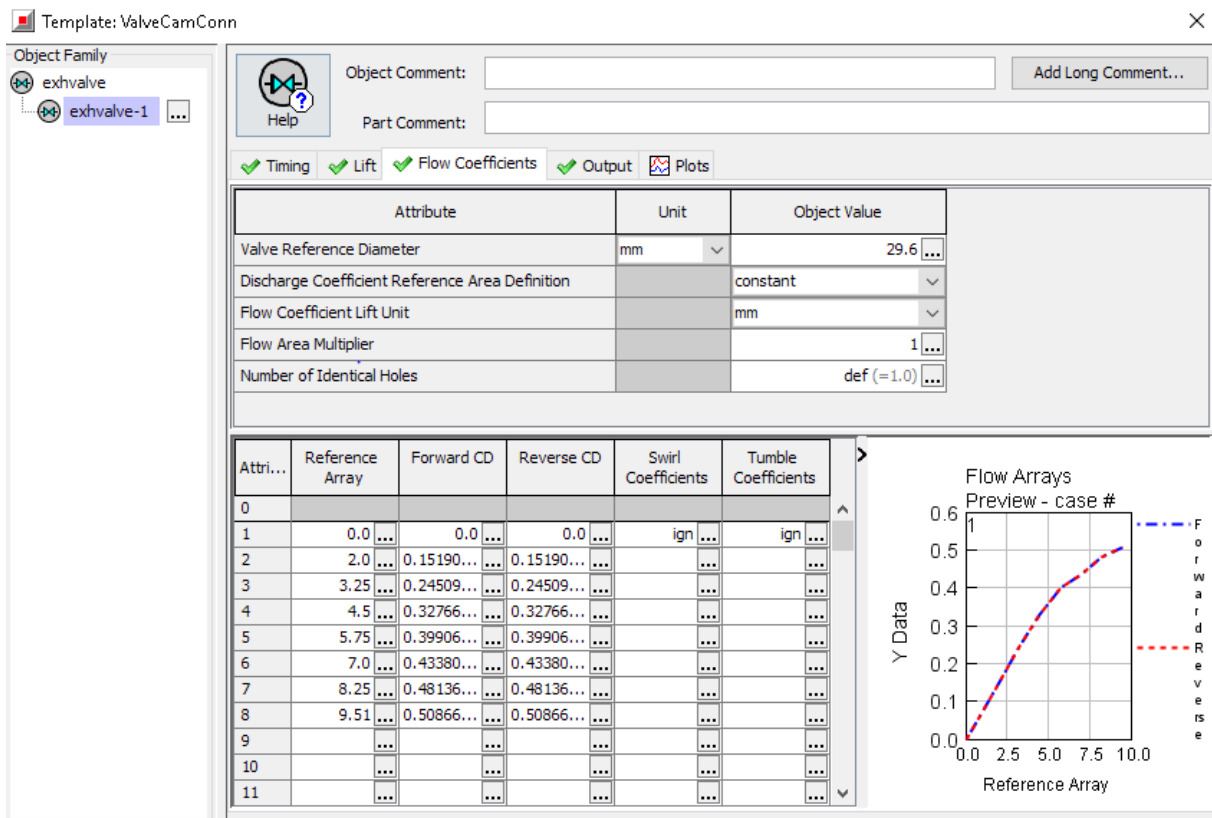 Template: ValveCamConn
Object Family
exhvalve
exhvalve-1 ...
Help
Object Comment:
Add Long Comment...
Part Comment:
Timing Lift Flow Coefficients Output Plots
Attribute Unit Object Value
Valve Reference Diameter mm 29.6 ...
Discharge Coefficient Reference Area Definition constant
Flow Coefficient Lift Unit mm
Flow Area Multiplier 1 ...
Number of Identical Holes def (=1.0) ...
Attri... Reference Array Forward CD Reverse CD Swirl Coefficients Tumble Coefficients
0
1 0.0 ... 0.0 ... 0.0 ... ign ... ign ...
2 2.0 ... 0.15190... ... 0.15190... ... ... ...
3 3.25 ... 0.24509... ... 0.24509... ... ... ...
4 4.5 ... 0.32766... ... 0.32766... ... ... ...
5 5.75 ... 0.39906... ... 0.39906... ... ... ...
6 7.0 ... 0.43380... ... 0.43380... ... ... ...
7 8.25 ... 0.48136... ... 0.48136... ... ... ...
8 9.51 ... 0.50866... ... 0.50866... ... ... ...
9 ... ... ... ... ...
10 ... ... ... ... ...
11 ... ... ... ... ...
Flow Arrays
Preview - case #
1
0.6
0.5
0.4
0.3
0.2
0.1
0.0
Y Data
0.0 2.5 5.0 7.5 10.0
Reference Array
Forward
Reverse